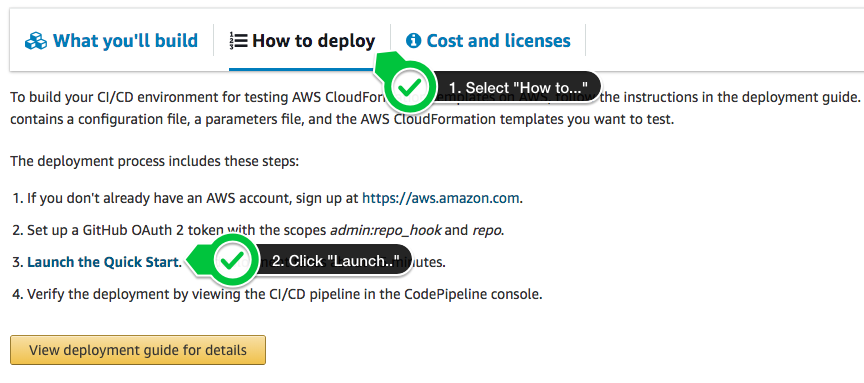 What you'll build
How to deploy
Cost and licenses
1. Select "How to..."
To build your CI/CD environment for testing AWS CloudFor the instructions in the deployment guide.
contains a configuration file, a parameters file, and the AWS CloudFormation templates you want to test.
The deployment process includes these steps:
1. If you don't already have an AWS account, sign up at https://aws.amazon.com.
2. Set up a GitHub OAuth 2 token with the scopes admin:repo_hook and repo.
3. Launch the Quick Start. minutes.
2. Click "Launch.."
4. Verify the deployment by viewing the CI/CD pipeline in the CodePipeline console.
View deployment guide for details